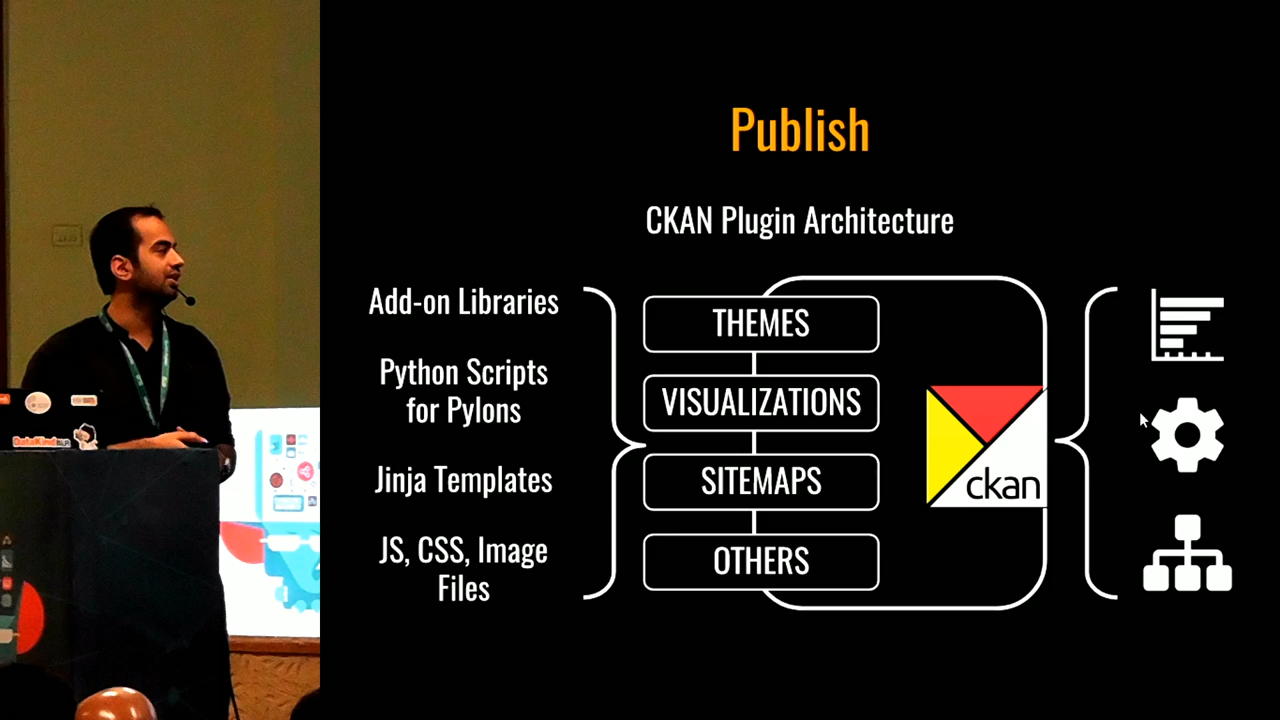 Publish
CKAN Plugin Architecture
Add-on Libraries
Python Scripts
for Pylons
Jinja Templates
JS, CSS, Image
Files
THEMES
VISUALIZATIONS
SITEMAPS
OTHERS
ckan
DataKind